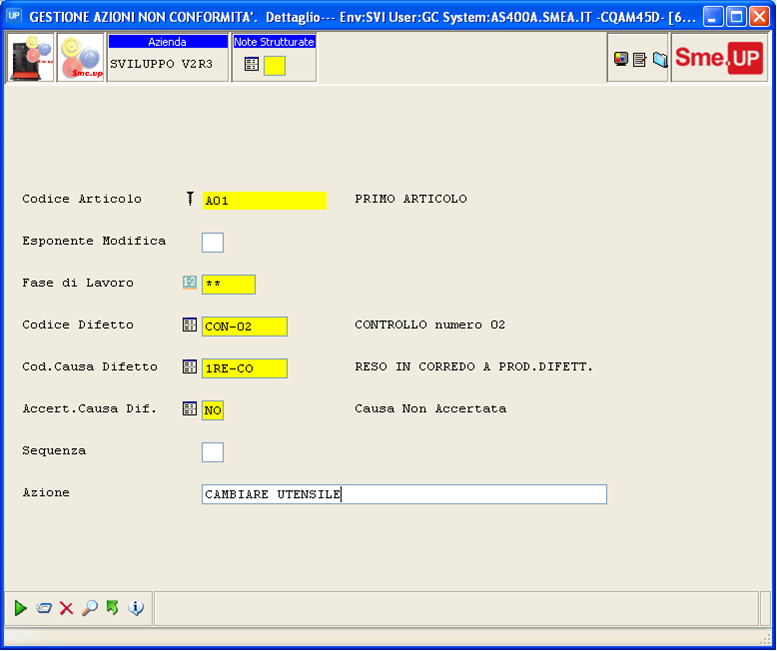 UP GESTIONE AZIONI NON CONFORMITA'. Dettaglio--- Env:SVI User:GC System:AS400A.SMEA.IT -CQAM45D- [6...
UP
Sme.up
Sme.up
Azienda
SVILUPPO V2R3
Note Strutturate
Sme.UP
Codice Articolo A01 PRIMO ARTICOLO
Esponente Modifica
Fase di Lavoro **
Codice Difetto CON-02 CONTROLLO numero 02
Cod.Causa Difetto 1RE-CO RESO IN CORREDO A PROD.DIFETT.
Accert.Causa Dif. NO Causa Non Accertata
Sequenza
Azione CAMBIARE UTENSILE